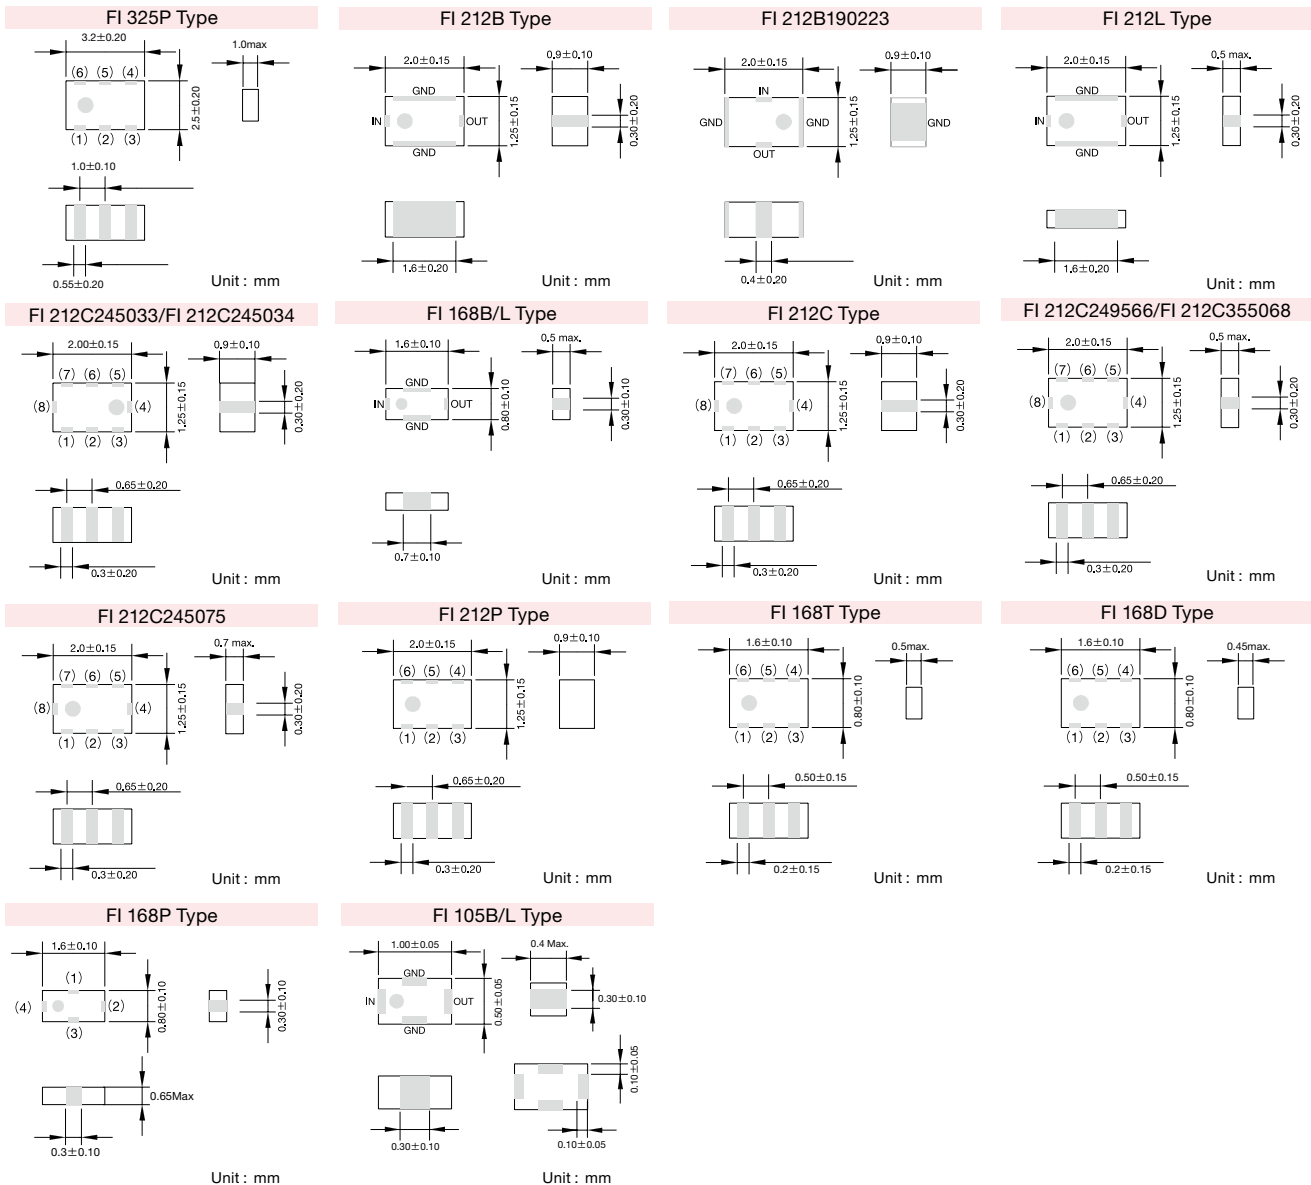 FI 325P Type
3.2±0.20
1.0max
(6) (5) (4)
2.5±0.20
(1) (2) (3)
1.0±0.10
0.55±0.20
Unit : mm
FI 212B Type
2.0±0.15
0.9±0.10
GND
IN
OUT
GND
1.25±0.15
0.30±0.20
1.6±0.20
Unit : mm
FI 212B190223
2.0±0.15
0.9±0.10
IN
GND
GND
OUT
1.25±0.15
GND
0.4±0.20
Unit : mm
FI 212L Type
2.0±0.15
0.5 max.
GND
IN
OUT
GND
1.25±0.15
0.30±0.20
1.6±0.20
Unit : mm
FI 212C245033/FI 212C245034
2.00±0.15
0.9±0.10
(7) (6) (5)
(8)
(4)
(1) (2) (3)
1.25±0.15
0.30±0.20
0.65±0.20
0.3±0.20
Unit : mm
FI 168B/L Type
1.6±0.10
0.5 max.
GND
IN
OUT
GND
0.80±0.10
0.30±0.10
0.7±0.10
Unit : mm
FI 212C Type
2.0±0.15
0.9±0.10
(7) (6) (5)
(8)
(4)
(1) (2) (3)
1.25±0.15
0.30±0.20
0.65±0.20
0.3±0.20
Unit : mm
FI 212C249566/FI 212C355068
2.0±0.15
0.5 max.
(7) (6) (5)
(8)
(4)
(1) (2) (3)
1.25±0.15
0.30±0.20
0.65±0.20
0.3±0.20
Unit : mm
FI 212C245075
2.0±0.15
0.7 max.
(7) (6) (5)
(8)
(4)
(1) (2) (3)
1.25±0.15
0.30±0.20
0.65±0.20
0.3±0.20
Unit : mm
FI 212P Type
2.0±0.15
0.9±0.10
(6) (5) (4)
(1) (2) (3)
1.25±0.15
0.65±0.20
0.3±0.20
Unit : mm
FI 168T Type
1.6±0.10
0.5max.
(6) (5) (4)
(1) (2) (3)
0.80±0.10
0.50±0.15
0.2±0.15
Unit : mm
FI 168D Type
1.6±0.10
0.45max.
(6) (5) (4)
(1) (2) (3)
0.80±0.10
0.50±0.15
0.2±0.15
Unit : mm
FI 168P Type
1.6±0.10
(1)
(4)
(2)
(3)
0.80±0.10
0.30±0.10
0.65Max
0.3±0.10
Unit : mm
FI 105B/L Type
1.00±0.05
0.4 Max.
GND
IN
OUT
GND
0.50±0.05
0.30±0.10
0.10±0.05
0.30±0.10
0.10±0.05
Unit : mm